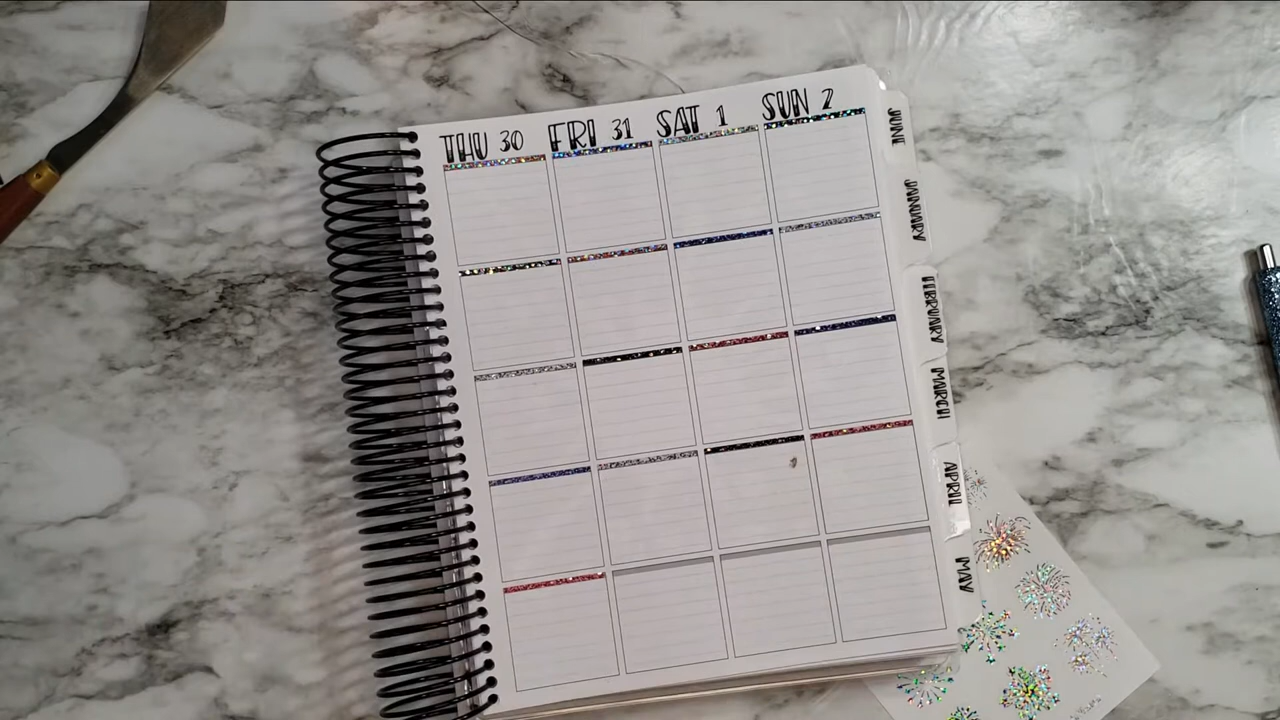 THU 30 FRI 31 SAT 1 SUN 2
JUNE
JANUARY
FEBRUARY
MARCH
APRIL
MAY